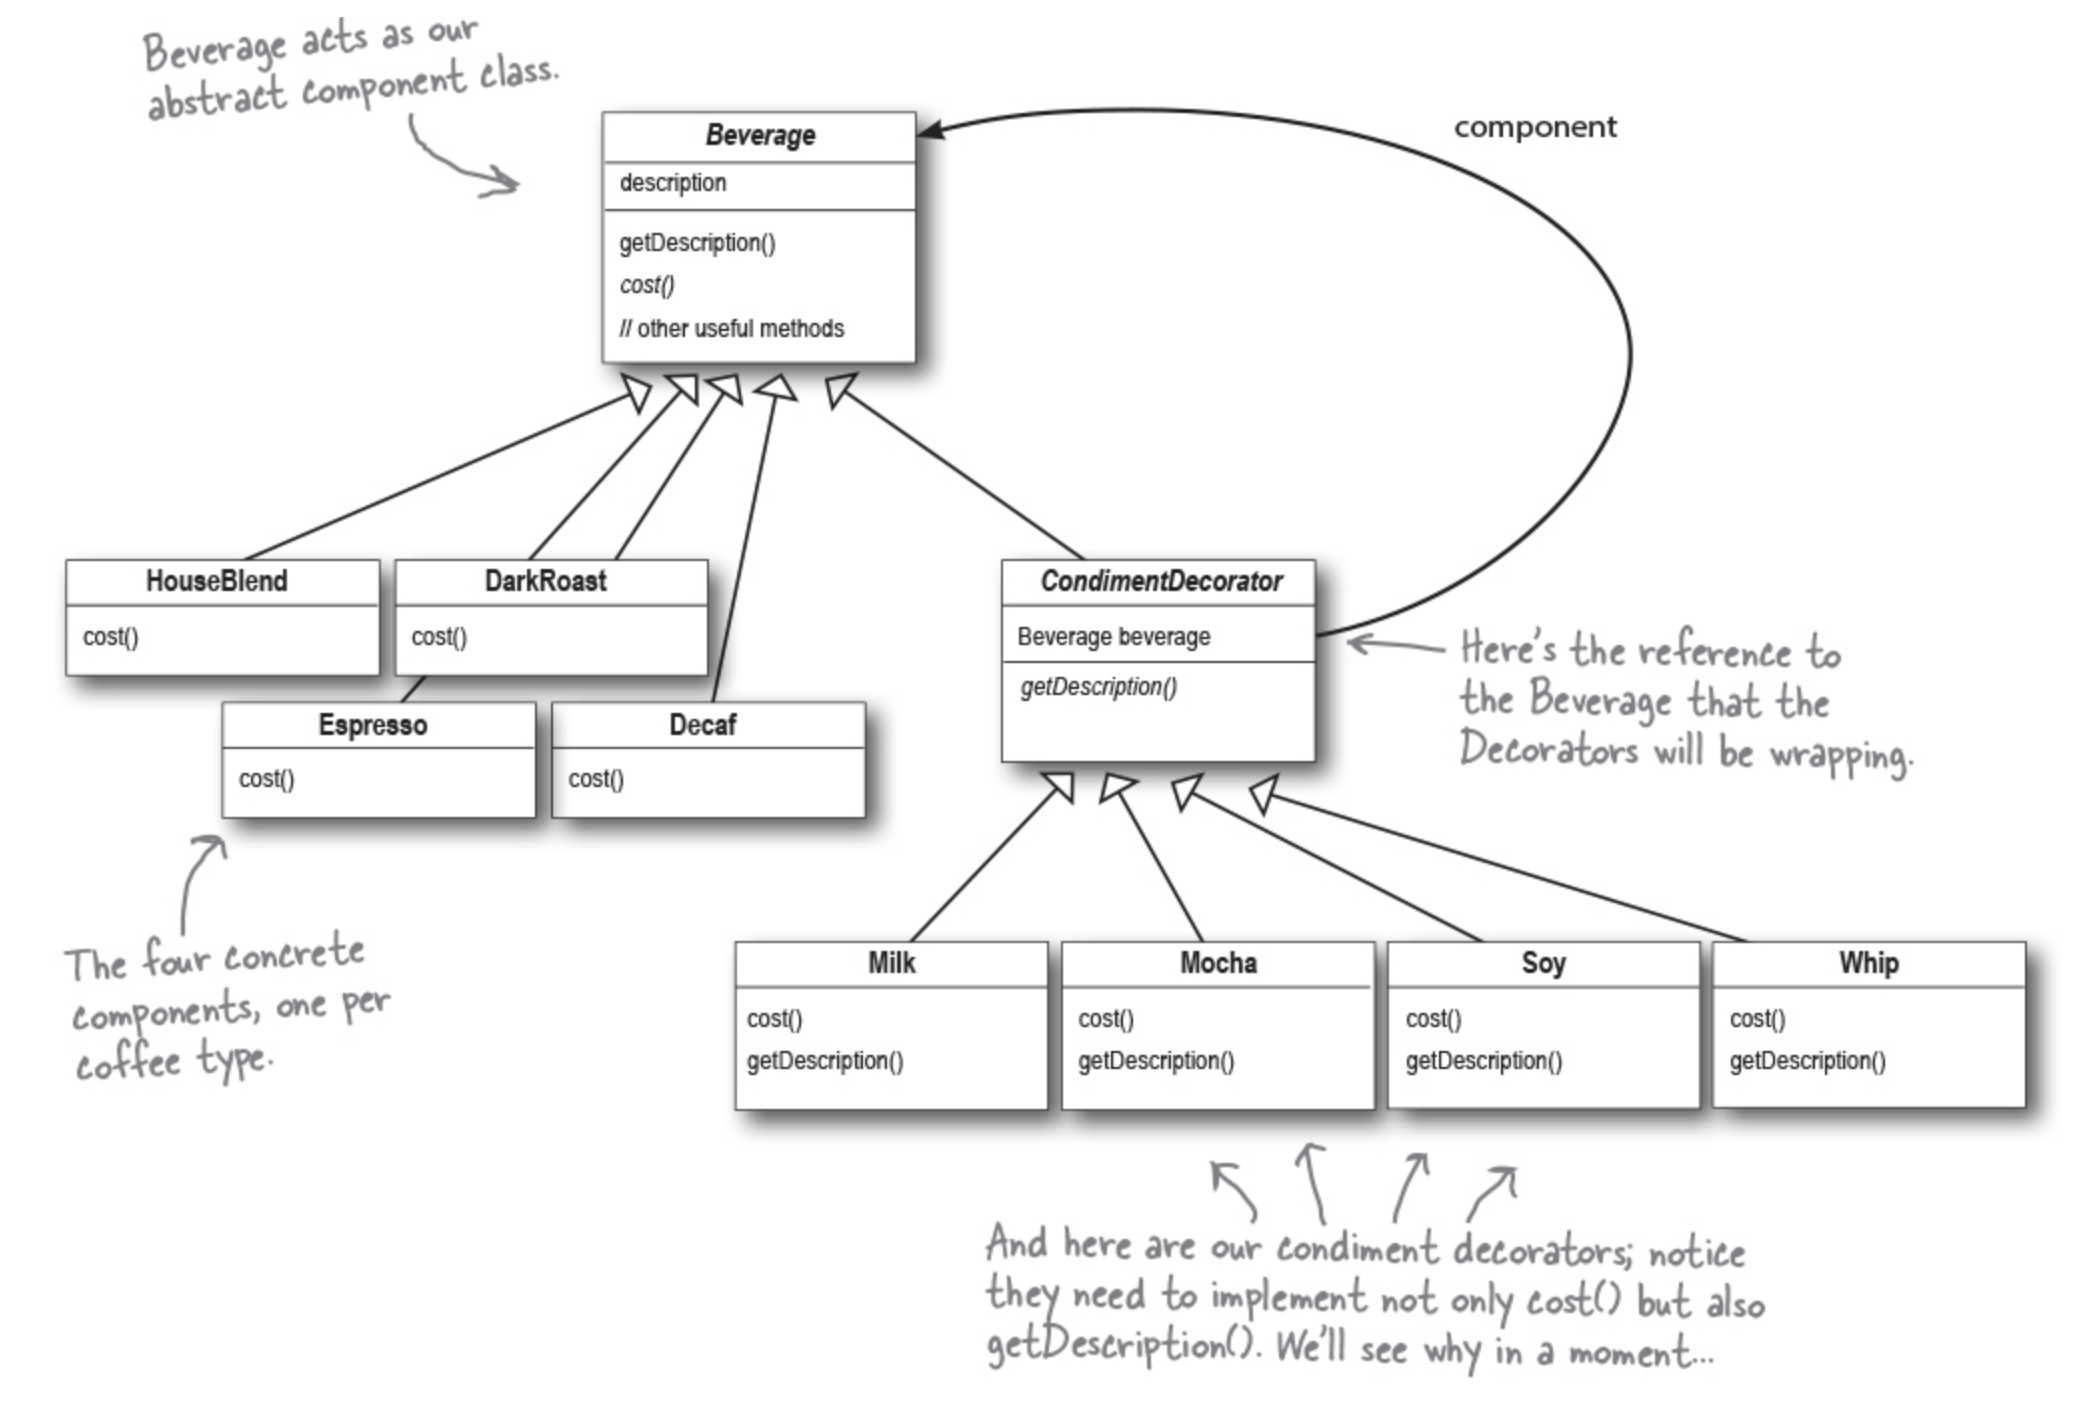 Beverage acts as our
abstract component class.
component
Beverage
description
getDescription()
cost()
// other useful methods
HouseBlend
cost()
DarkRoast
cost()
Espresso
cost()
Decaf
cost()
CondimentDecorator
Beverage beverage
getDescription()
Here's the reference to
the Beverage that the
Decorators will be wrapping.
The four concrete
components, one per
coffee type.
Milk
cost()
getDescription()
Mocha
cost()
getDescription()
Soy
cost()
getDescription()
Whip
cost()
getDescription()
And here are our condiment decorators; notice
they need to implement not only cost() but also
getDescription(). We'll see why in a moment...